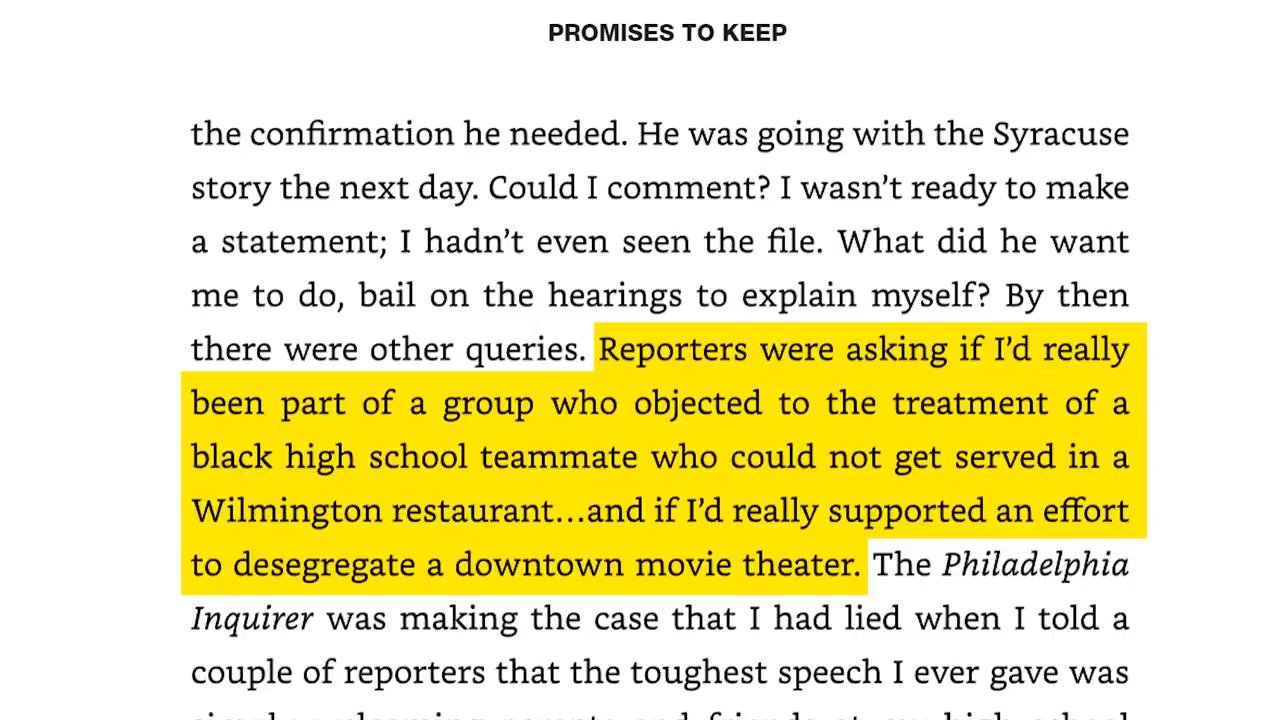 PROMISES TO KEEP
the confirmation he needed. He was going with the Syracuse
story the next day. Could I comment? I wasn’t ready to make
a statement; I hadn’t even seen the file. What did he want
me to do, bail on the hearings to explain myself? By then
there were other queries. Reporters were asking if I’d really
been part of a group who objected to the treatment of a
black high school teammate who could not get served in a
Wilmington restaurant…and if I’d really supported an effort
to desegregate a downtown movie theater. The Philadelphia
Inquirer was making the case that I had lied when I told a
couple of reporters that the toughest speech I ever gave was